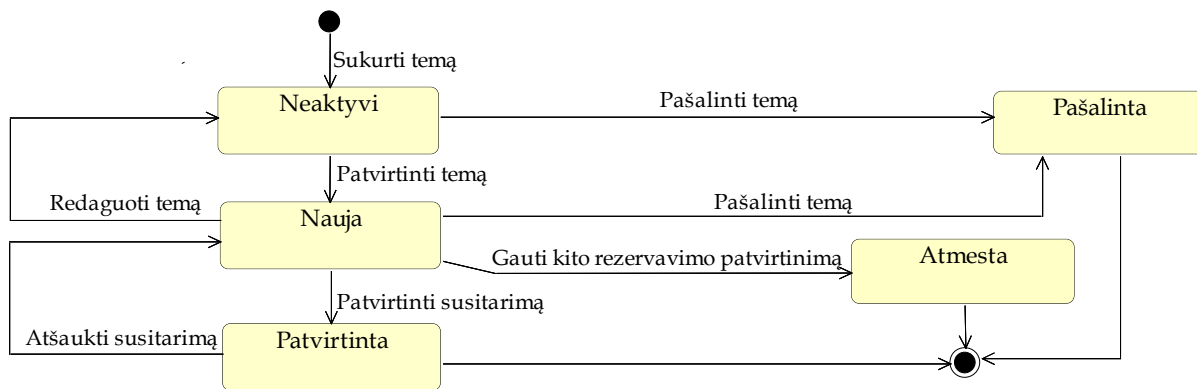 Sukurti temą
Neaktyvi
Pašalinti temą
Pašalinta
Patvirtinti temą
Redaguoti temą
Nauja
Pašalinti temą
Gauti kito rezervavimo patvirtinimą
Atmesta
Patvirtinti susitarimą
Atšaukti susitarimą
Patvirtinta